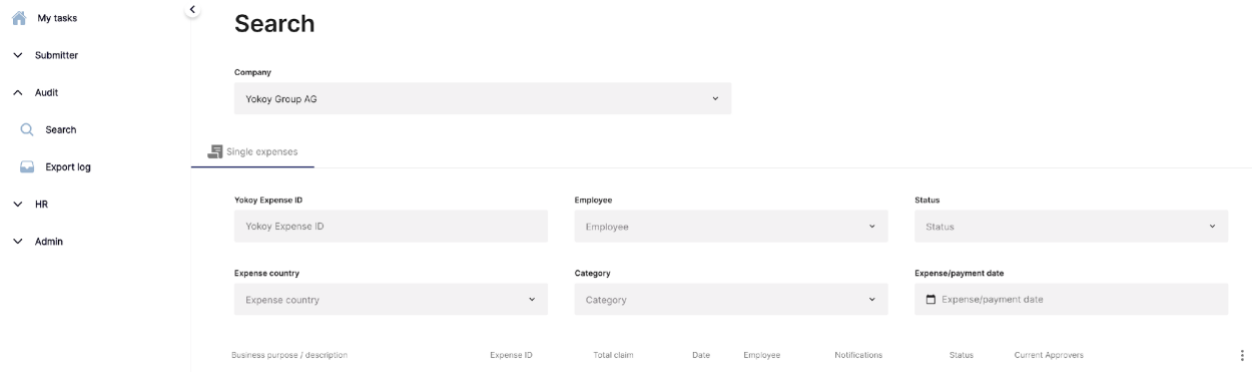 My tasks
Submitter
Audit
Search
Export log
HR
Admin
Search
Company
Yokoy Group AG
Single expenses
Yokoy Expense ID Employee Status
Yokoy Expense ID Employee Status
Expense country Category Expense/payment date
Expense country Category Expense/payment date
Business purpose / description Expense ID Total claim Date Employee Notifications Status Current Approvers